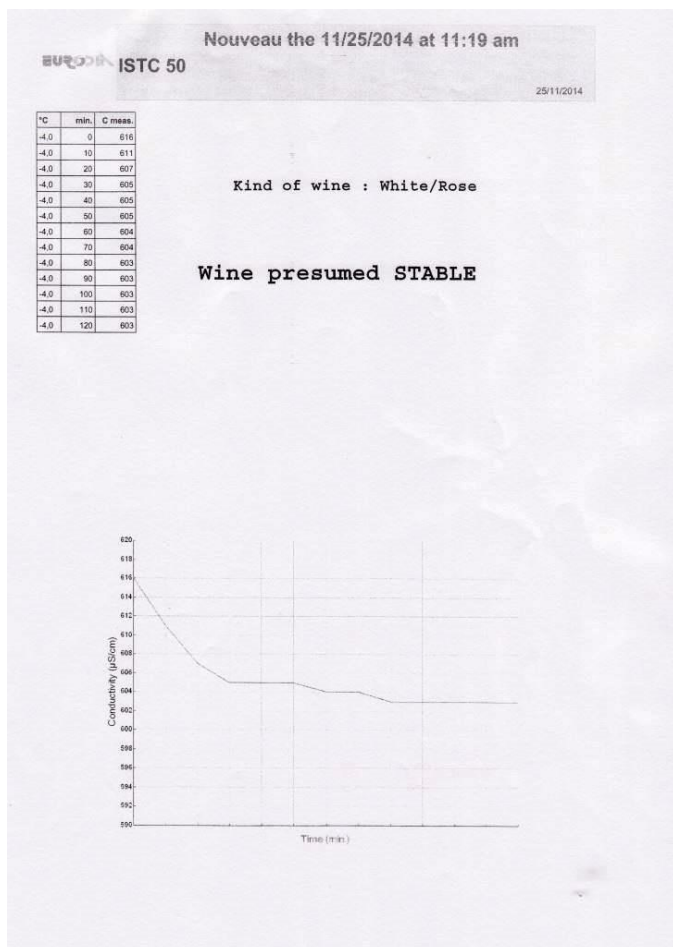 Nouveau the 11/25/2014 at 11:19 am
ISTC 50
25/11/2014
°C min. C meas.
-4,0 0 616
-4,0 10 611
-4,0 20 607
-4,0 30 605
-4,0 40 605
-4,0 50 605
-4,0 60 604
-4,0 70 604
-4,0 80 603
-4,0 90 603
-4,0 100 603
-4,0 110 603
-4,0 120 603
Kind of wine : White/Rose
Wine presumed STABLE
620
618
616
614
612
610
608
606
604
602
600
598
596
594
592
590
Conductivity (µS/cm)
Time (min.)